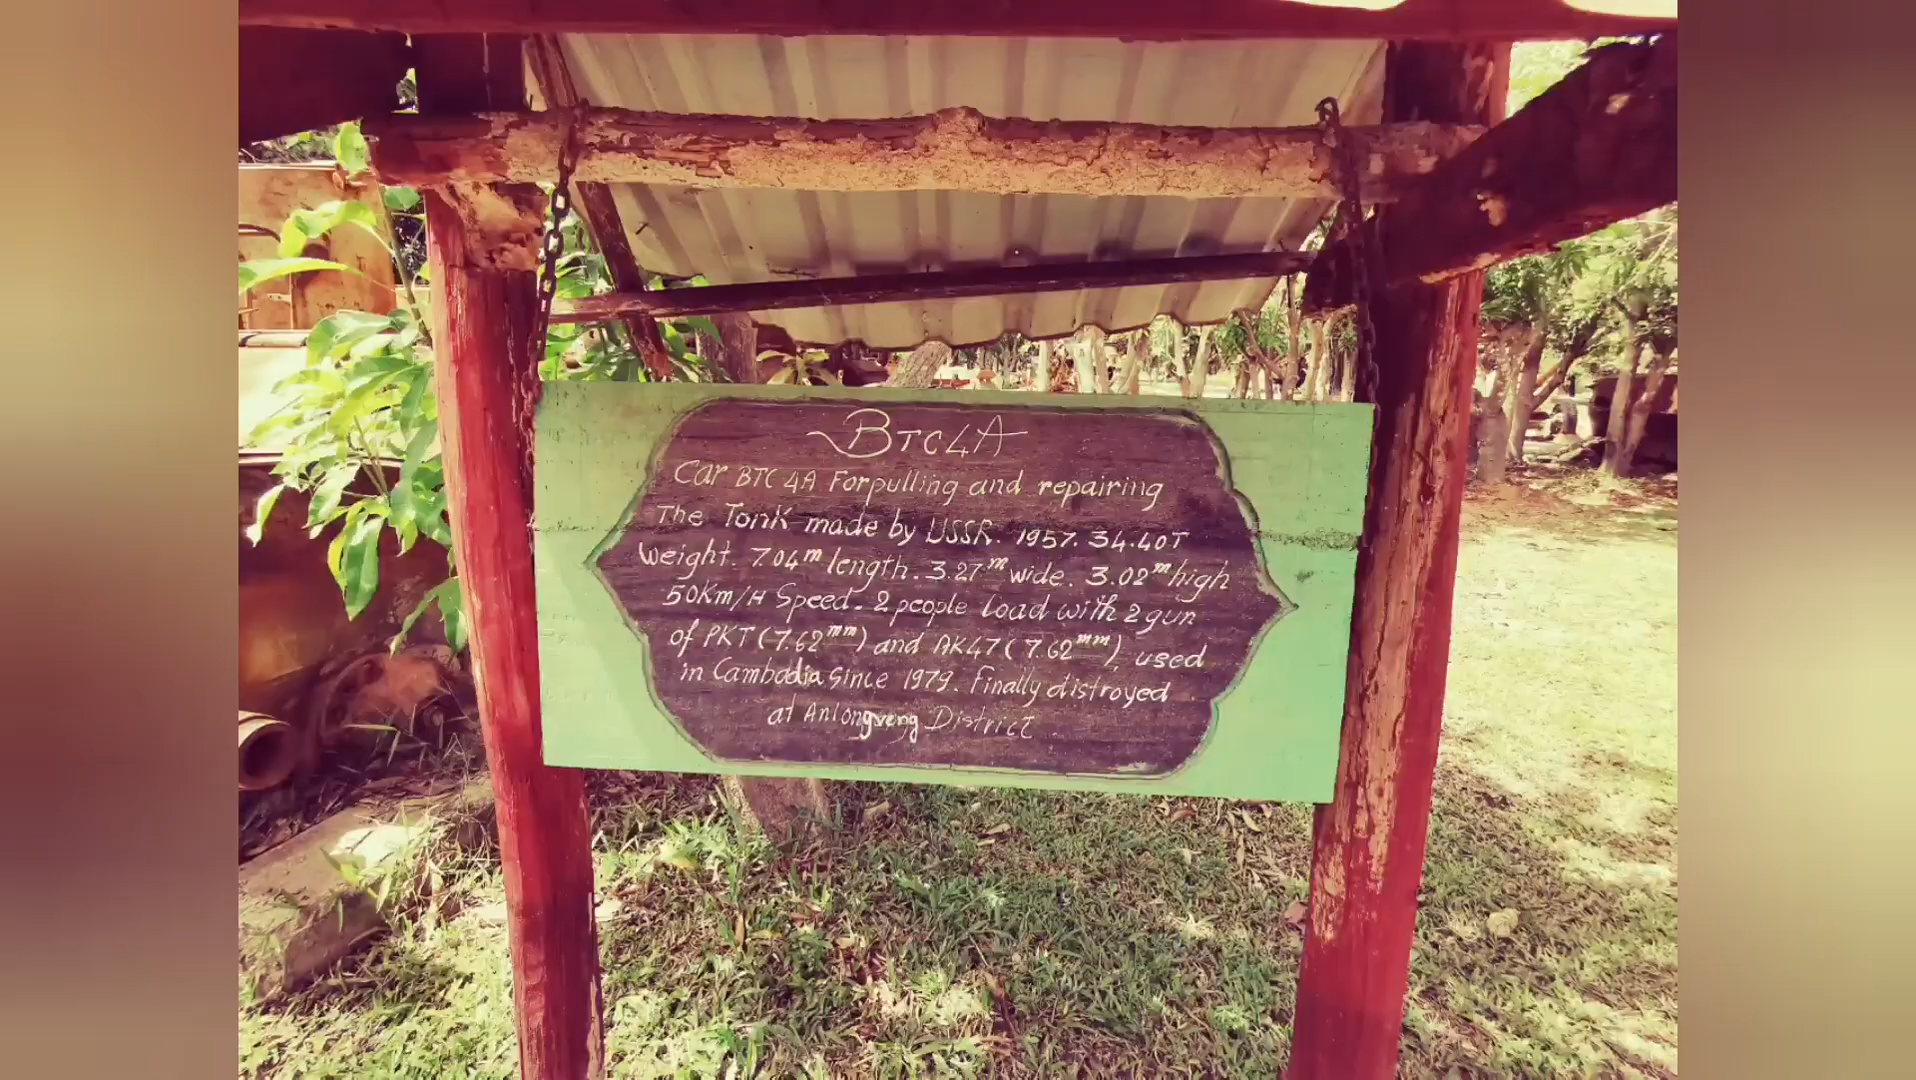 BTC4A
Car BTC 4A Forpulling and repairing
The Tonk made by USSR. 1957. 34.40T
Weight. 7.04m length. 3.27m wide. 3.02m high
50Km/H Speed. 2 people Load with 2 gun
of PKT (7.62mm) and AK47 (7.62mm), used
in Cambodia Since 1979. Finally distroyed
at Anlongveng District